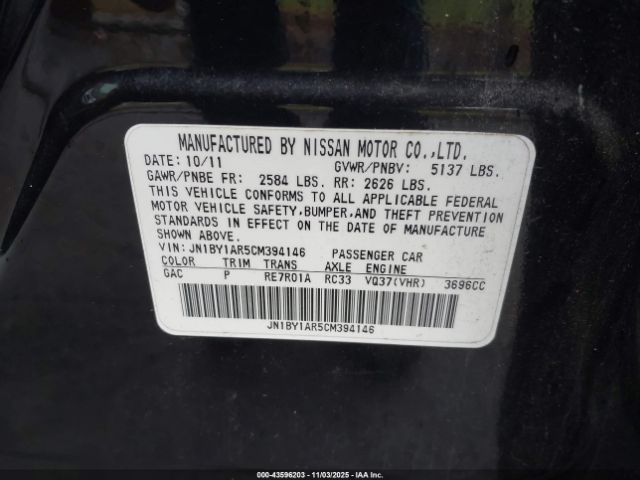 MANUFACTURED BY NISSAN MOTOR CO.,LTD.
DATE: 10/11 GVWR/PNBV: 5137 LBS.
GAWR/PNBE FR: 2584 LBS. RR: 2626 LBS.
THIS VEHICLE CONFORMS TO ALL APPLICABLE FEDERAL
MOTOR VEHICLE SAFETY,BUMPER,AND THEFT PREVENTION
STANDARDS IN EFFECT ON THE DATE OF MANUFACTURE
SHOWN ABOVE.
VIN: JN1BY1AR5CM394146 PASSENGER CAR
COLOR TRIM TRANS AXLE ENGINE
GAC P RE7R01A RC33 VQ37(VHR) 3696CC
JN1BY1AR5CM394146
000-43596203 - 11/03/2025 - IAA Inc.